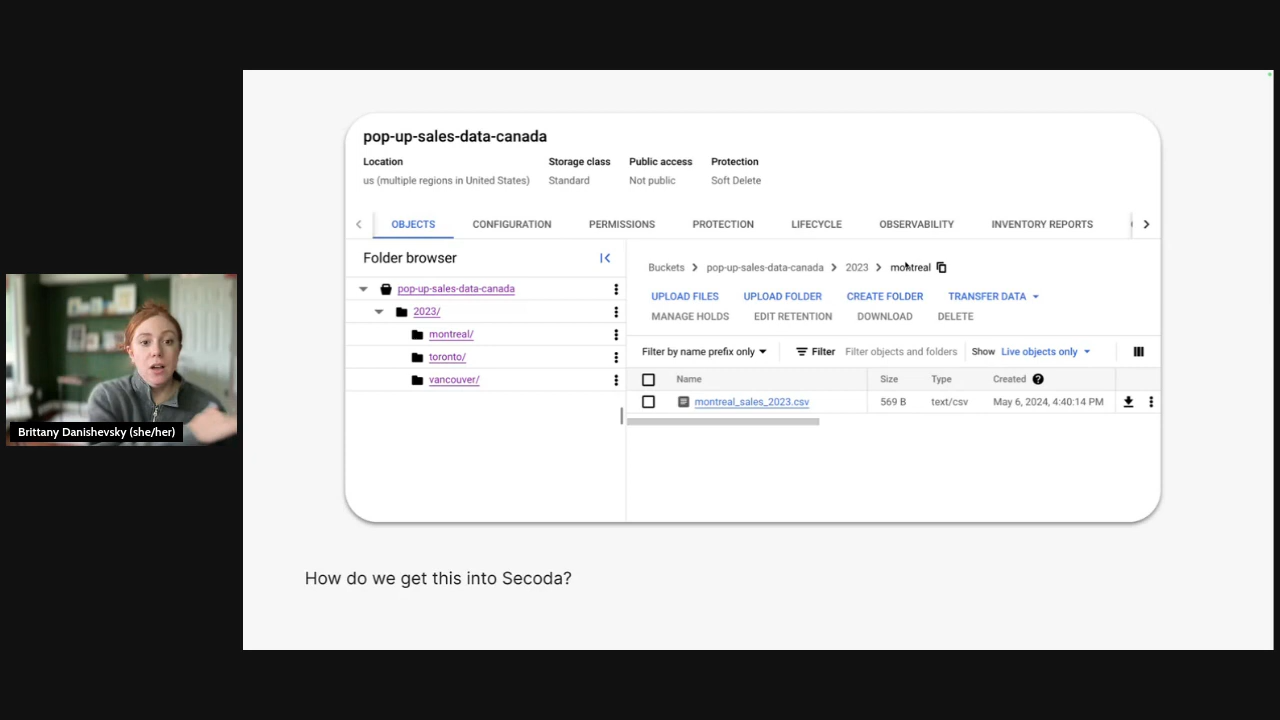 pop-up-sales-data-canada
Location Storage class Public access Protection
us (multiple regions in United States) Standard Not public Soft Delete
OBJECTS CONFIGURATION PERMISSIONS PROTECTION LIFECYCLE OBSERVABILITY INVENTORY REPORTS
Folder browser
pop-up-sales-data-canada
2023/
montreal/
toronto/
vancouver/
Buckets > pop-up-sales-data-canada > 2023 > montreal
UPLOAD FILES UPLOAD FOLDER CREATE FOLDER TRANSFER DATA
MANAGE HOLDS EDIT RETENTION DOWNLOAD DELETE
Filter by name prefix only Filter Filter objects and folders Show Live objects only
Name Size Type Created
montreal_sales_2023.csv 569 B text/csv May 6, 2024, 4:40:14 PM
Brittany Danishevsky (she/her)
How do we get this into Secoda?